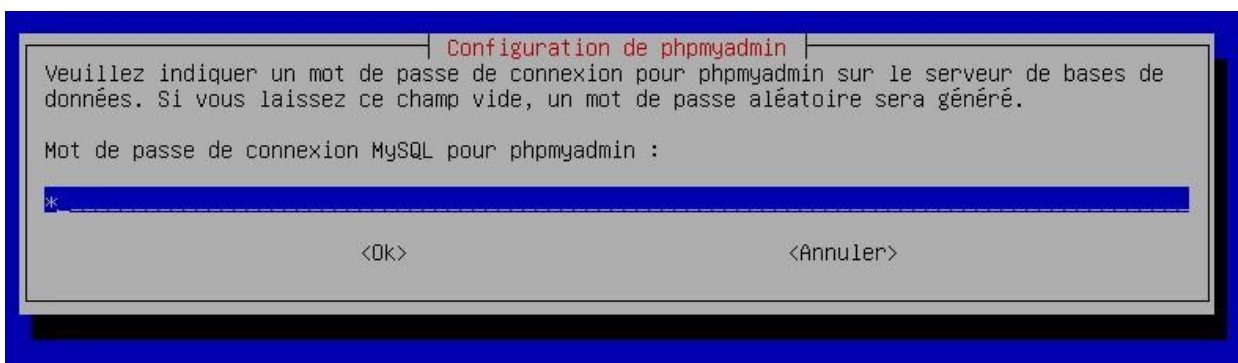 Configuration de phpmyadmin
Veuillez indiquer un mot de passe de connexion pour phpmyadmin sur le serveur de bases de
données. Si vous laissez ce champ vide, un mot de passe aléatoire sera généré.
Mot de passe de connexion MySQL pour phpmyadmin :
*
<Ok> <Annuler>